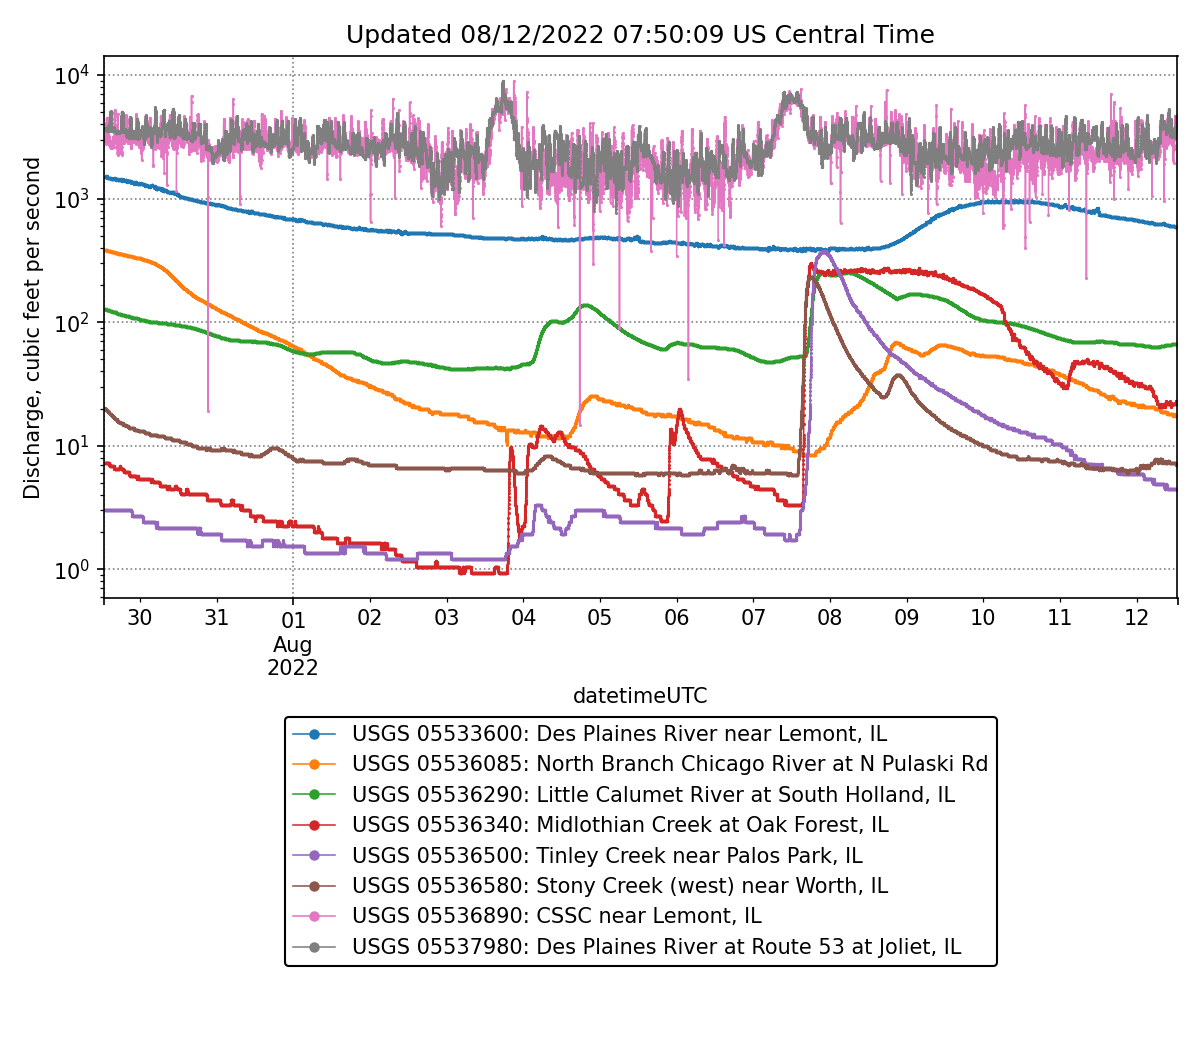 Updated 08/12/2022 07:50:09 US Central Time
Discharge, cubic feet per second
10^4
10^3
10^2
10^1
10^0
30 31 01 02 03 04 05 06 07 08 09 10 11 12
Aug
2022
datetimeUTC
USGS 05533600: Des Plaines River near Lemont, IL
USGS 05536085: North Branch Chicago River at N Pulaski Rd
USGS 05536290: Little Calumet River at South Holland, IL
USGS 05536340: Midlothian Creek at Oak Forest, IL
USGS 05536500: Tinley Creek near Palos Park, IL
USGS 05536580: Stony Creek (west) near Worth, IL
USGS 05536890: CSSC near Lemont, IL
USGS 05537980: Des Plaines River at Route 53 at Joliet, IL